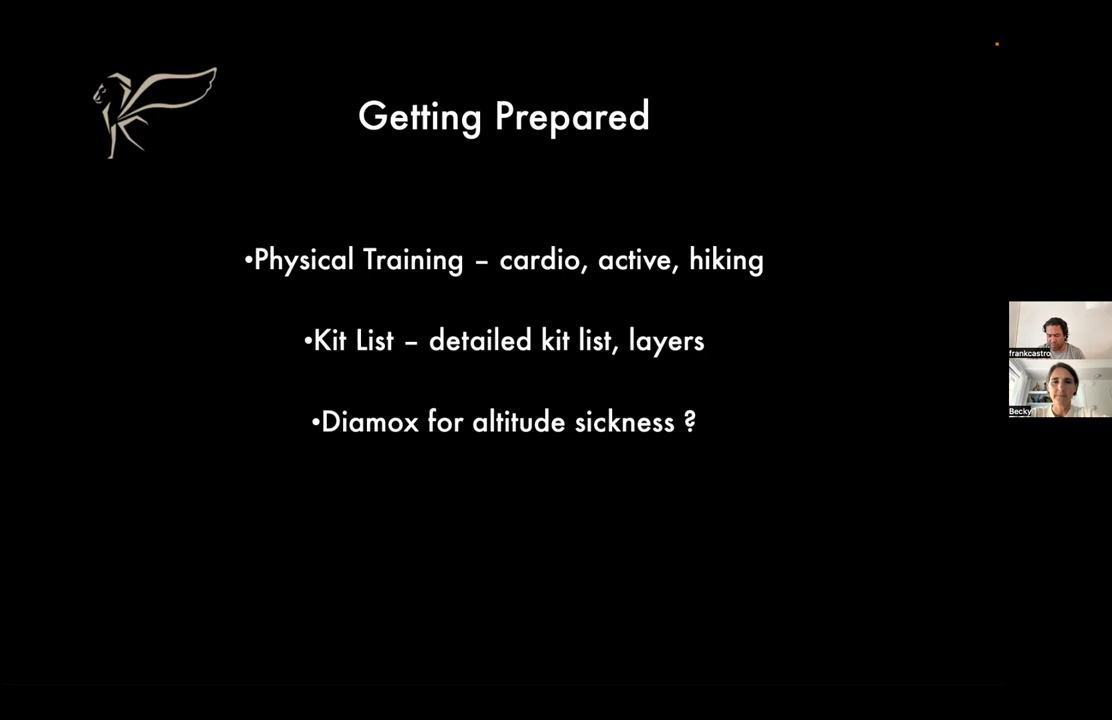 Getting Prepared
•Physical Training – cardio, active, hiking
•Kit List – detailed kit list, layers
•Diamox for altitude sickness ?
frankcastro
Becky